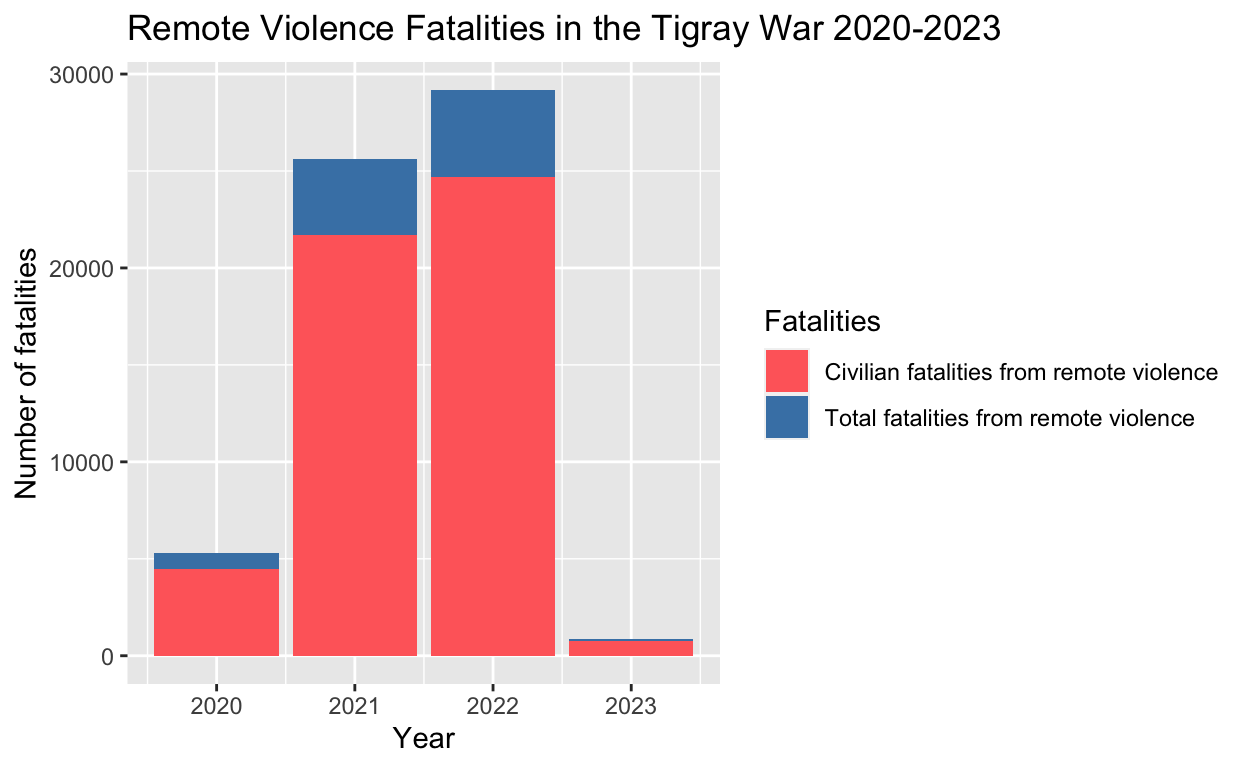 Remote Violence Fatalities in the Tigray War 2020-2023
30000
20000
10000
0
Number of fatalities
2020 2021 2022 2023
Year
Fatalities
Civilian fatalities from remote violence
Total fatalities from remote violence